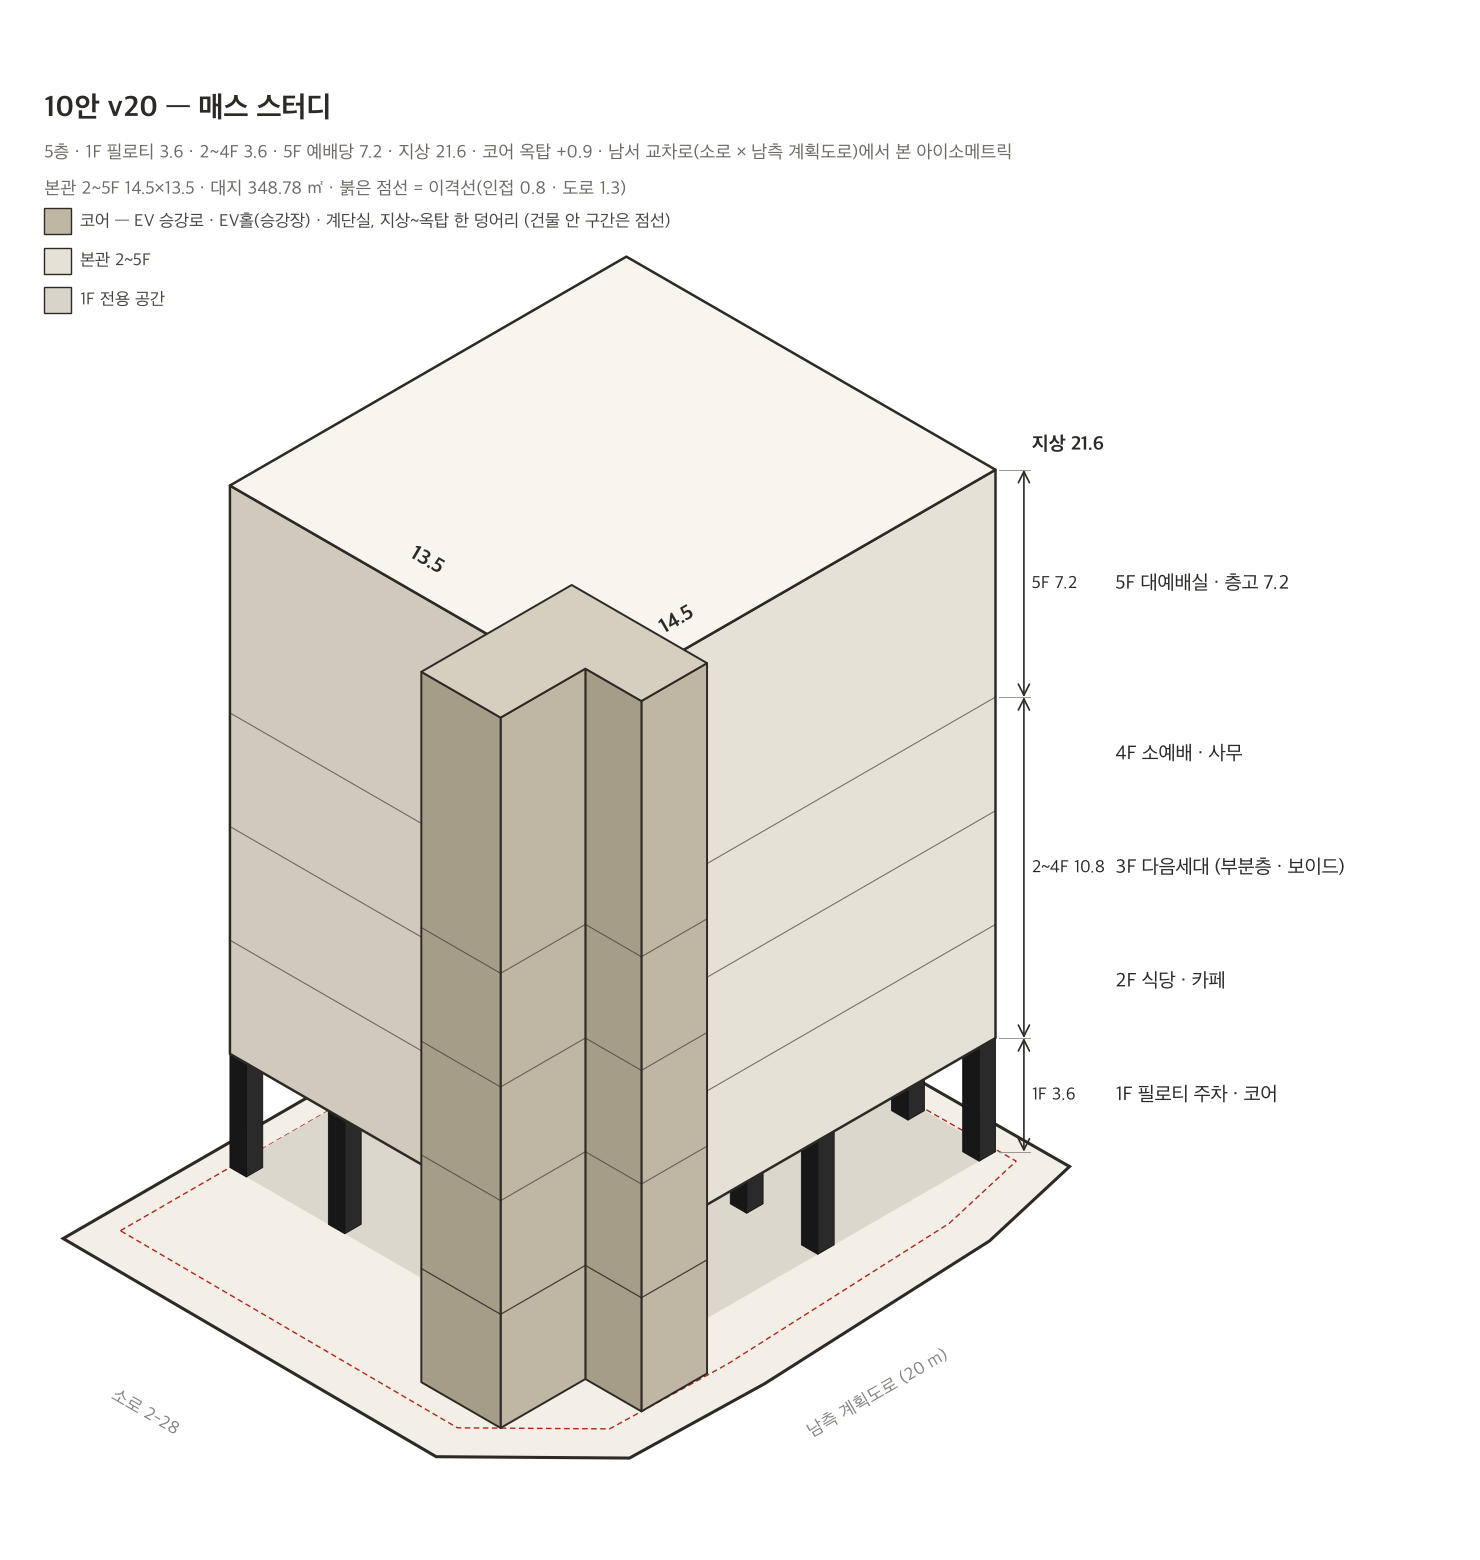 10안 v20 — 매스 스터디
5층 · 1F 필로티 3.6 · 2~4F 3.6 · 5F 예배당 7.2 · 지상 21.6 · 코어 옥탑 +0.9 · 남서 교차로(소로 × 남측 계획도로)에서 본 아이소메트릭
본관 2~5F 14.5×13.5 · 대지 348.78 ㎡ · 붉은 점선 = 이격선(인접 0.8 · 도로 1.3)
코어 — EV 승강로 · EV홀(승강장) · 계단실, 지상~옥탑 한 덩어리 (건물 안 구간은 점선)
본관 2~5F
1F 전용 공간
지상 21.6
13.5
14.5
5F 7.2
5F 대예배실 · 층고 7.2
4F 소예배 · 사무
2~4F 10.8
3F 다음세대 (부분층 · 보이드)
2F 식당 · 카페
1F 3.6
1F 필로티 주차 · 코어
소로 2-28
남측 계획도로 (20 m)